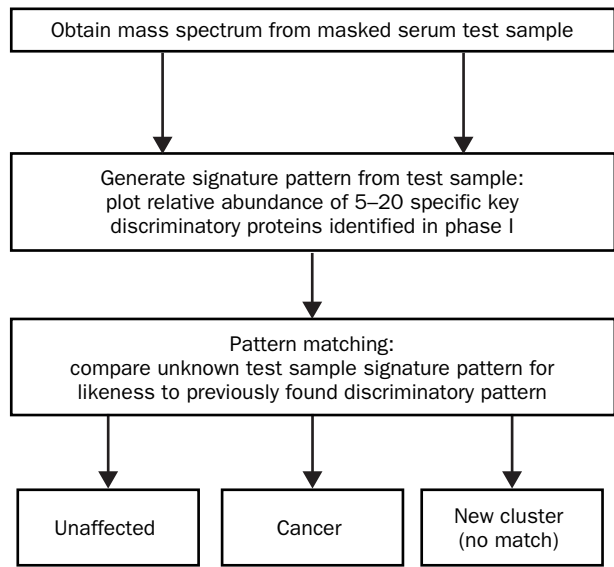 Obtain mass spectrum from masked serum test sample
Generate signature pattern from test sample:
plot relative abundance of 5–20 specific key
discriminatory proteins identified in phase I
Pattern matching:
compare unknown test sample signature pattern for
likeness to previously found discriminatory pattern
Unaffected
Cancer
New cluster
(no match)